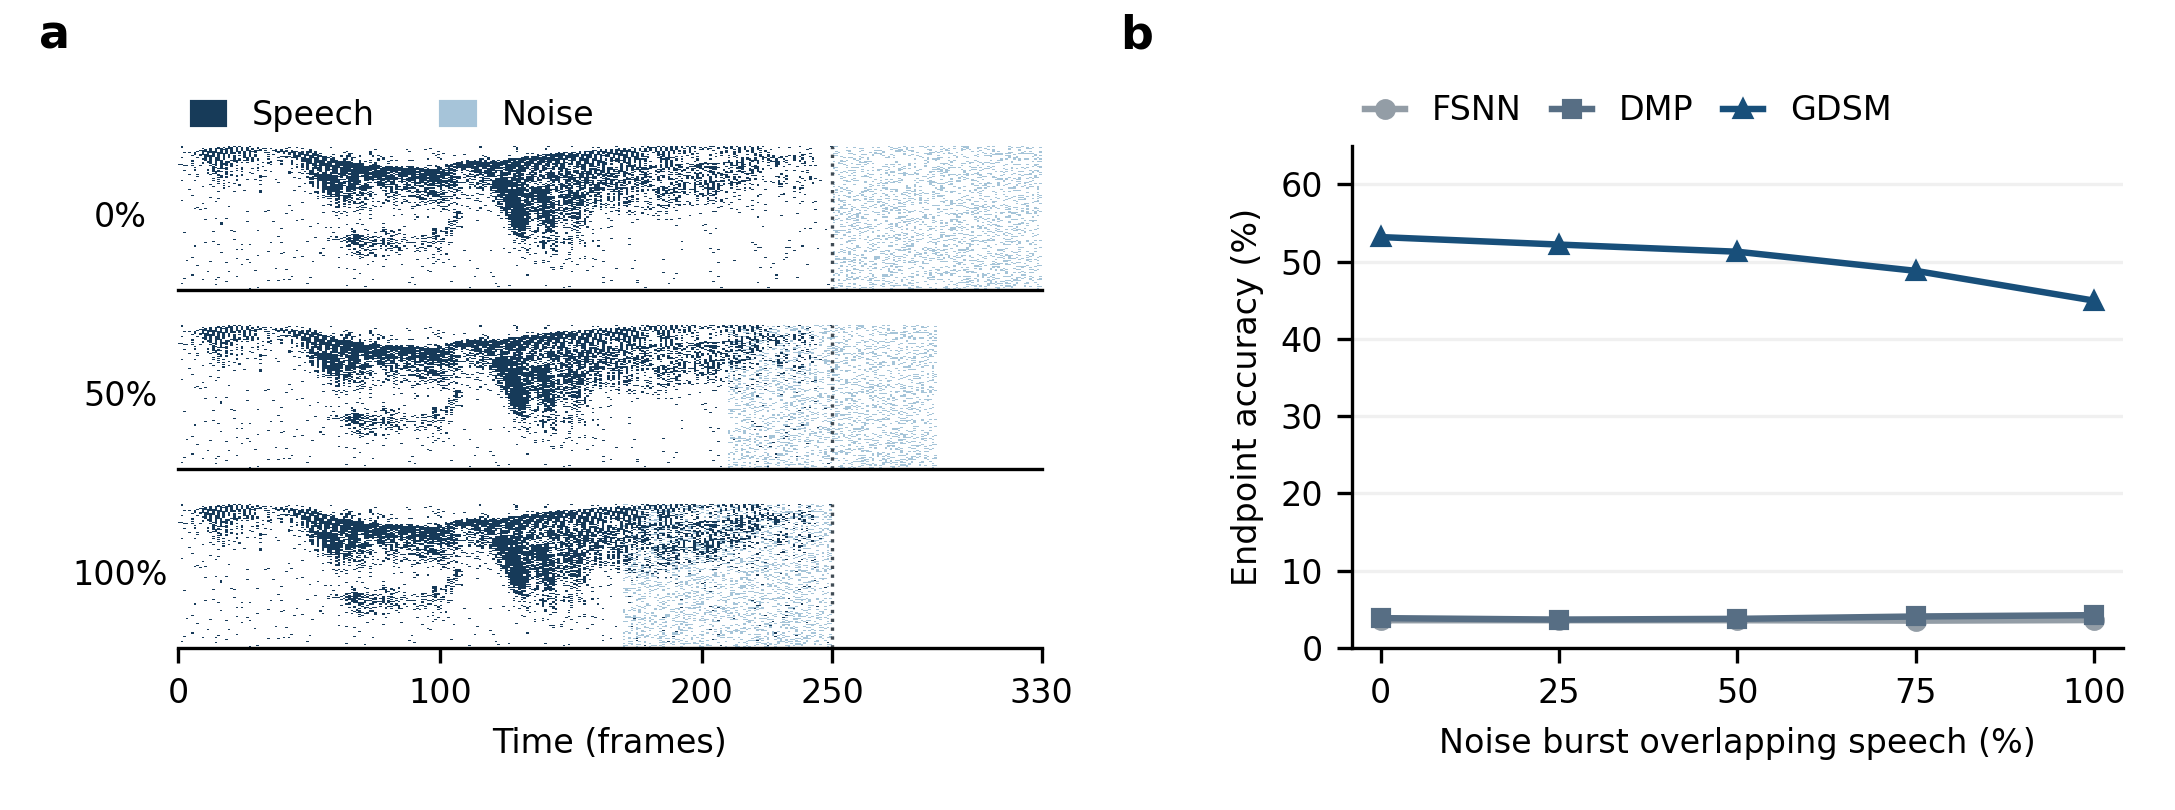 a
Speech Noise
0%
50%
100%
0 100 200 250 330
Time (frames)
b
FSNN DMP GDSM
60
50
40
30
20
10
0
Endpoint accuracy (%)
0 25 50 75 100
Noise burst overlapping speech (%)